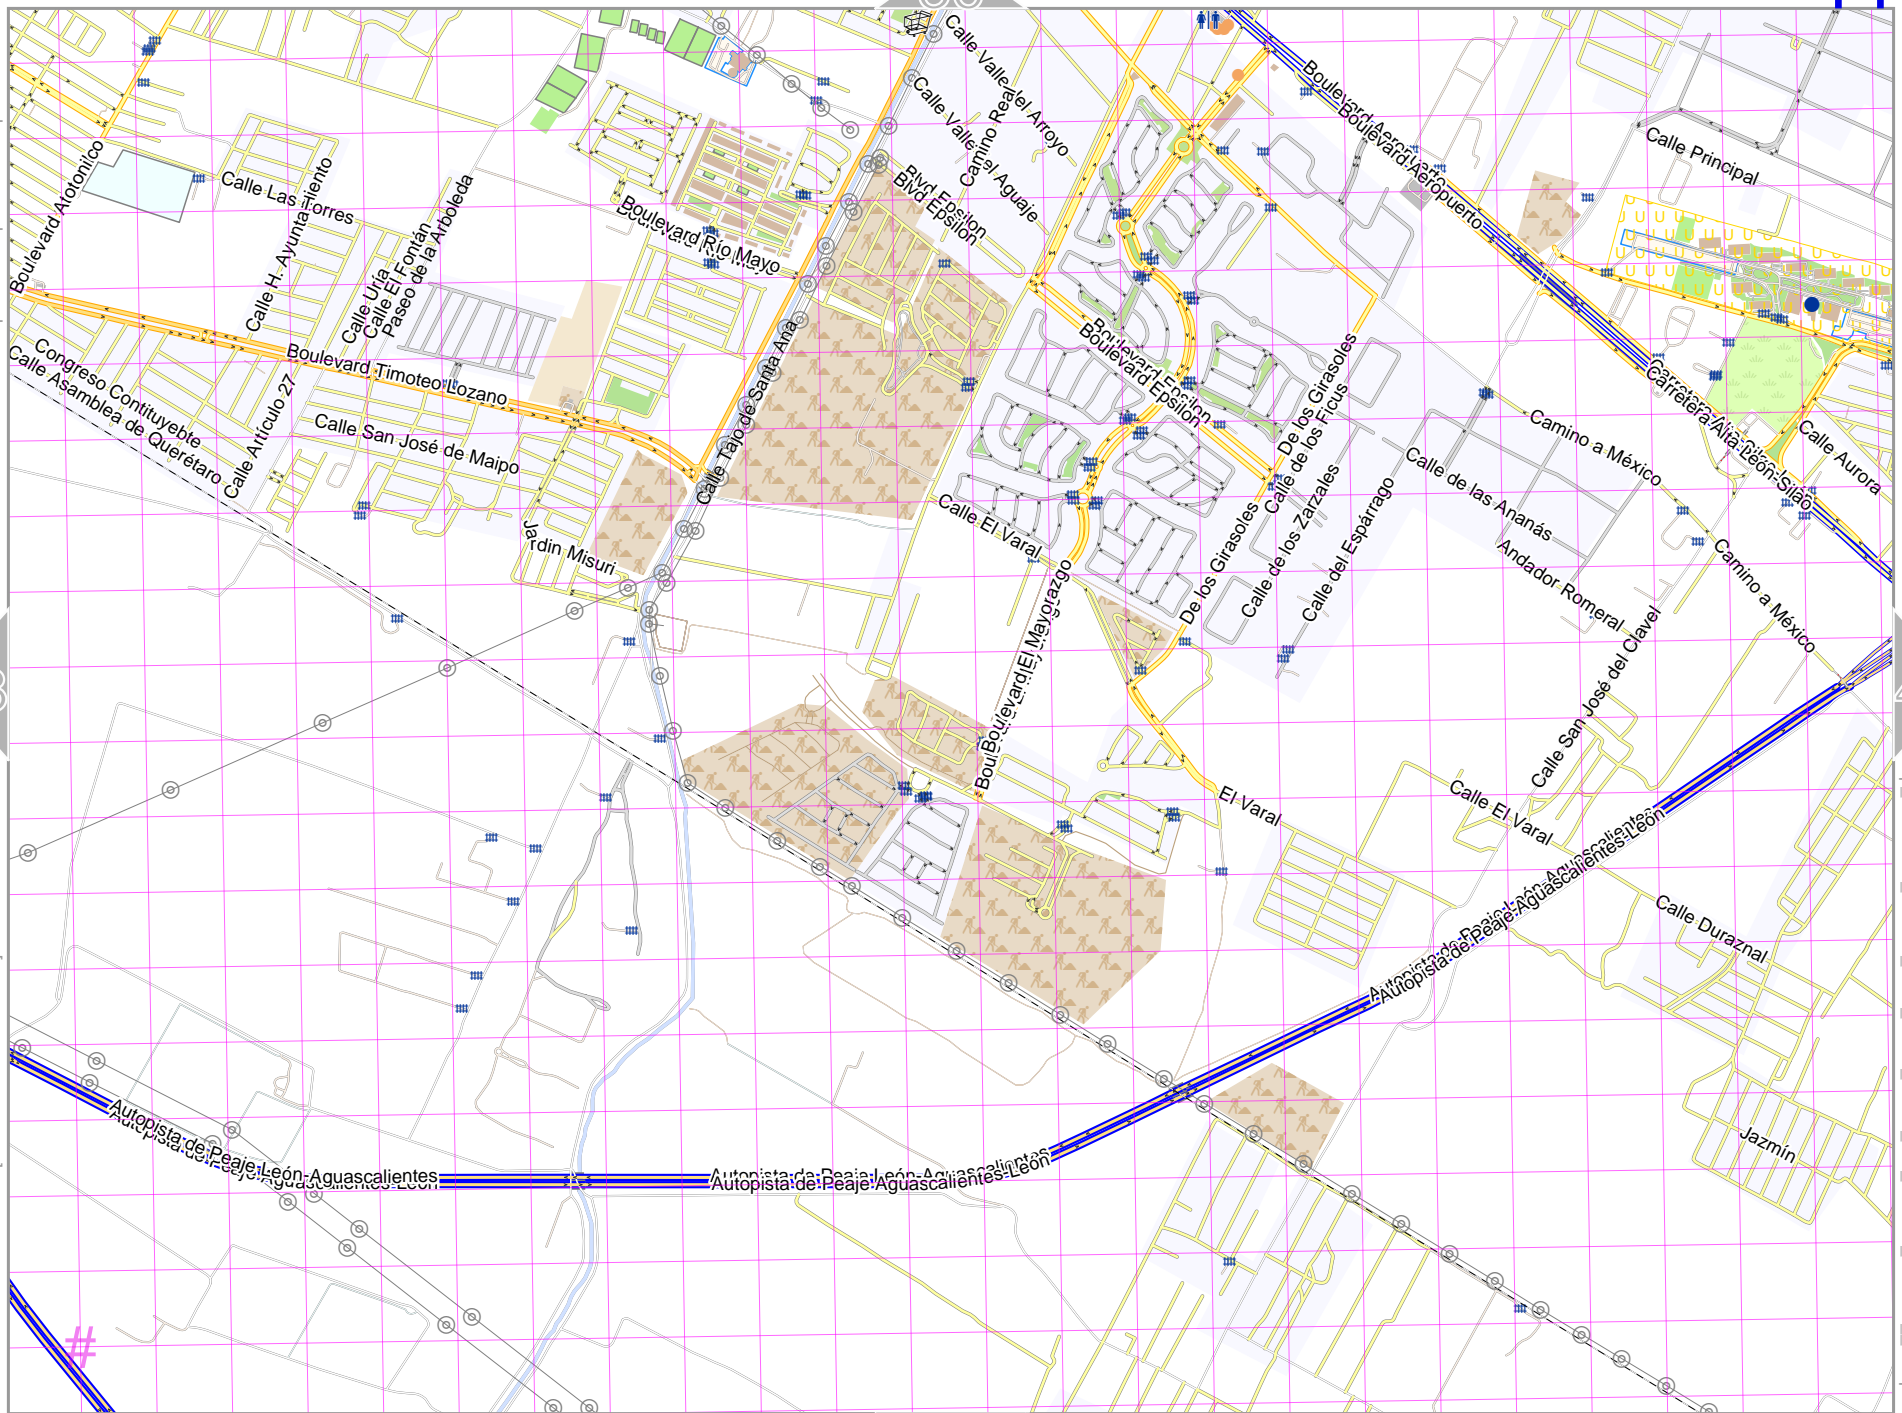 Calle Valle del Arroyo
Calle Valle del Aguaje
Camino Real
Blvd Epsilon
Blvd Epsilon
Boulevard Aeropuerto
Boulevard Aeropuerto
Calle Principal
Boulevard Atotonilco
Calle Las Torres
Calle H. Ayuntamiento
Calle Uría
Calle El Fontán
Paseo de la Arboleda
Boulevard Río Mayo
Boulevard Timoteo Lozano
Congreso Contituyebte
Calle Asamblea de Querétaro
Calle Artículo 27
Calle San José de Maipo
Calle Tajo de Santa Ana
Jardin Misuri
Boulevard Epsilon
Boulevard Epsilon
De los Girasoles
Calle de los Ficus
Calle de los Zarzales
De los Girasoles
Calle del Espárrago
Calle de las Ananás
Andador Romeral
Camino a México
Camino a México
Carretera Alta León-Silao
Calle Aurora
Calle El Varal
Boulevard El Mayorazgo
El Varal
Calle El Varal
Calle San José del Clavel
Calle Duraznal
Jazmín
Autopista de Peaje León-Aguascalientes
Autopista de Peaje Aguascalientes-León
Autopista de Peaje León-Aguascalientes
Autopista de Peaje Aguascalientes-León
Autopista de Peaje León-Aguascalientes
Autopista de Peaje Aguascalientes-León
#